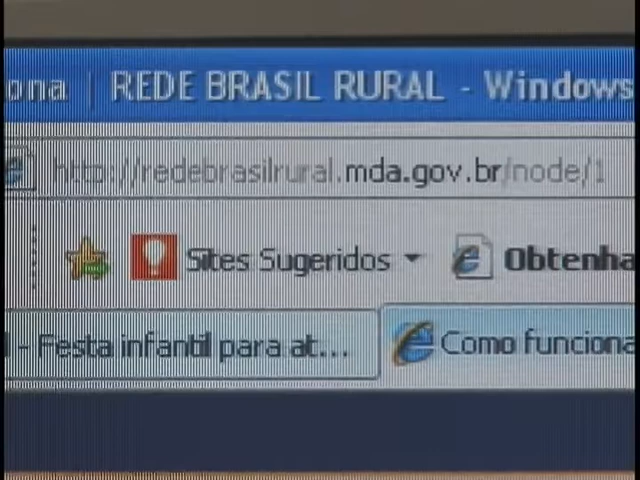 ona | REDE BRASIL RURAL - Windows
http://redebrasilrural.mda.gov.br/node/1
Sites Sugeridos Obtenha
- Festa infantil para at... Como funciona